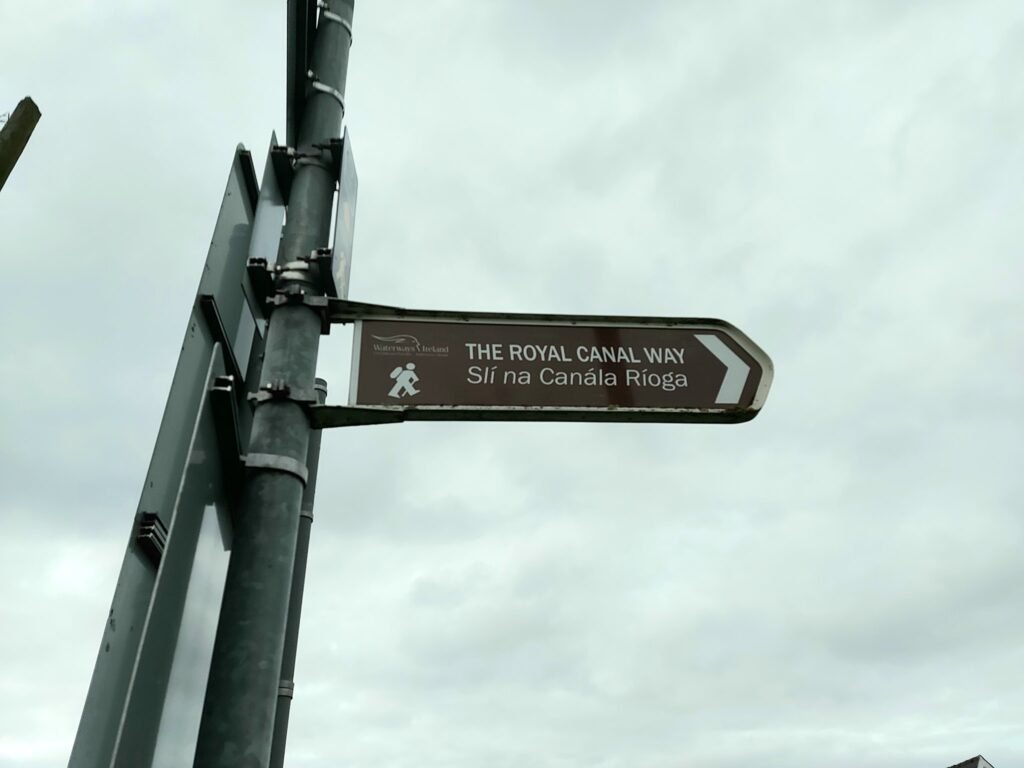 Waterways Ireland
THE ROYAL CANAL WAY
Slí na Canála Ríoga